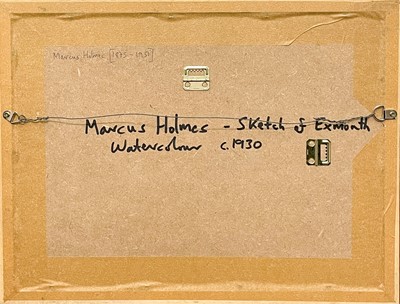 Marcus Holmes [1875-1951]
Marcus Holmes - Sketch of Exmouth
Watercolour c.1930